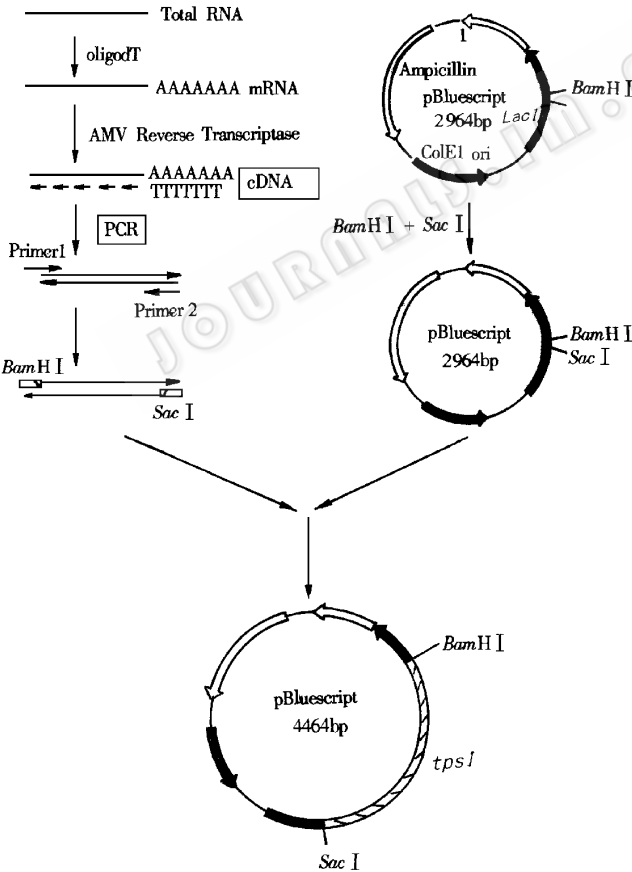 Total RNA
oligodT
AAAAAAA mRNA
AMV Reverse Transcriptase
AAAAAAA
TTTTTTT
cDNA
PCR
Primer1
Primer 2
BamH I
Sac I
1
Ampicillin
pBluescript
2964bp
LacI
ColE1 ori
BamH I
BamH I + Sac I
pBluescript
2964bp
BamH I
Sac I
pBluescript
4464bp
BamH I
tpsI
Sac I